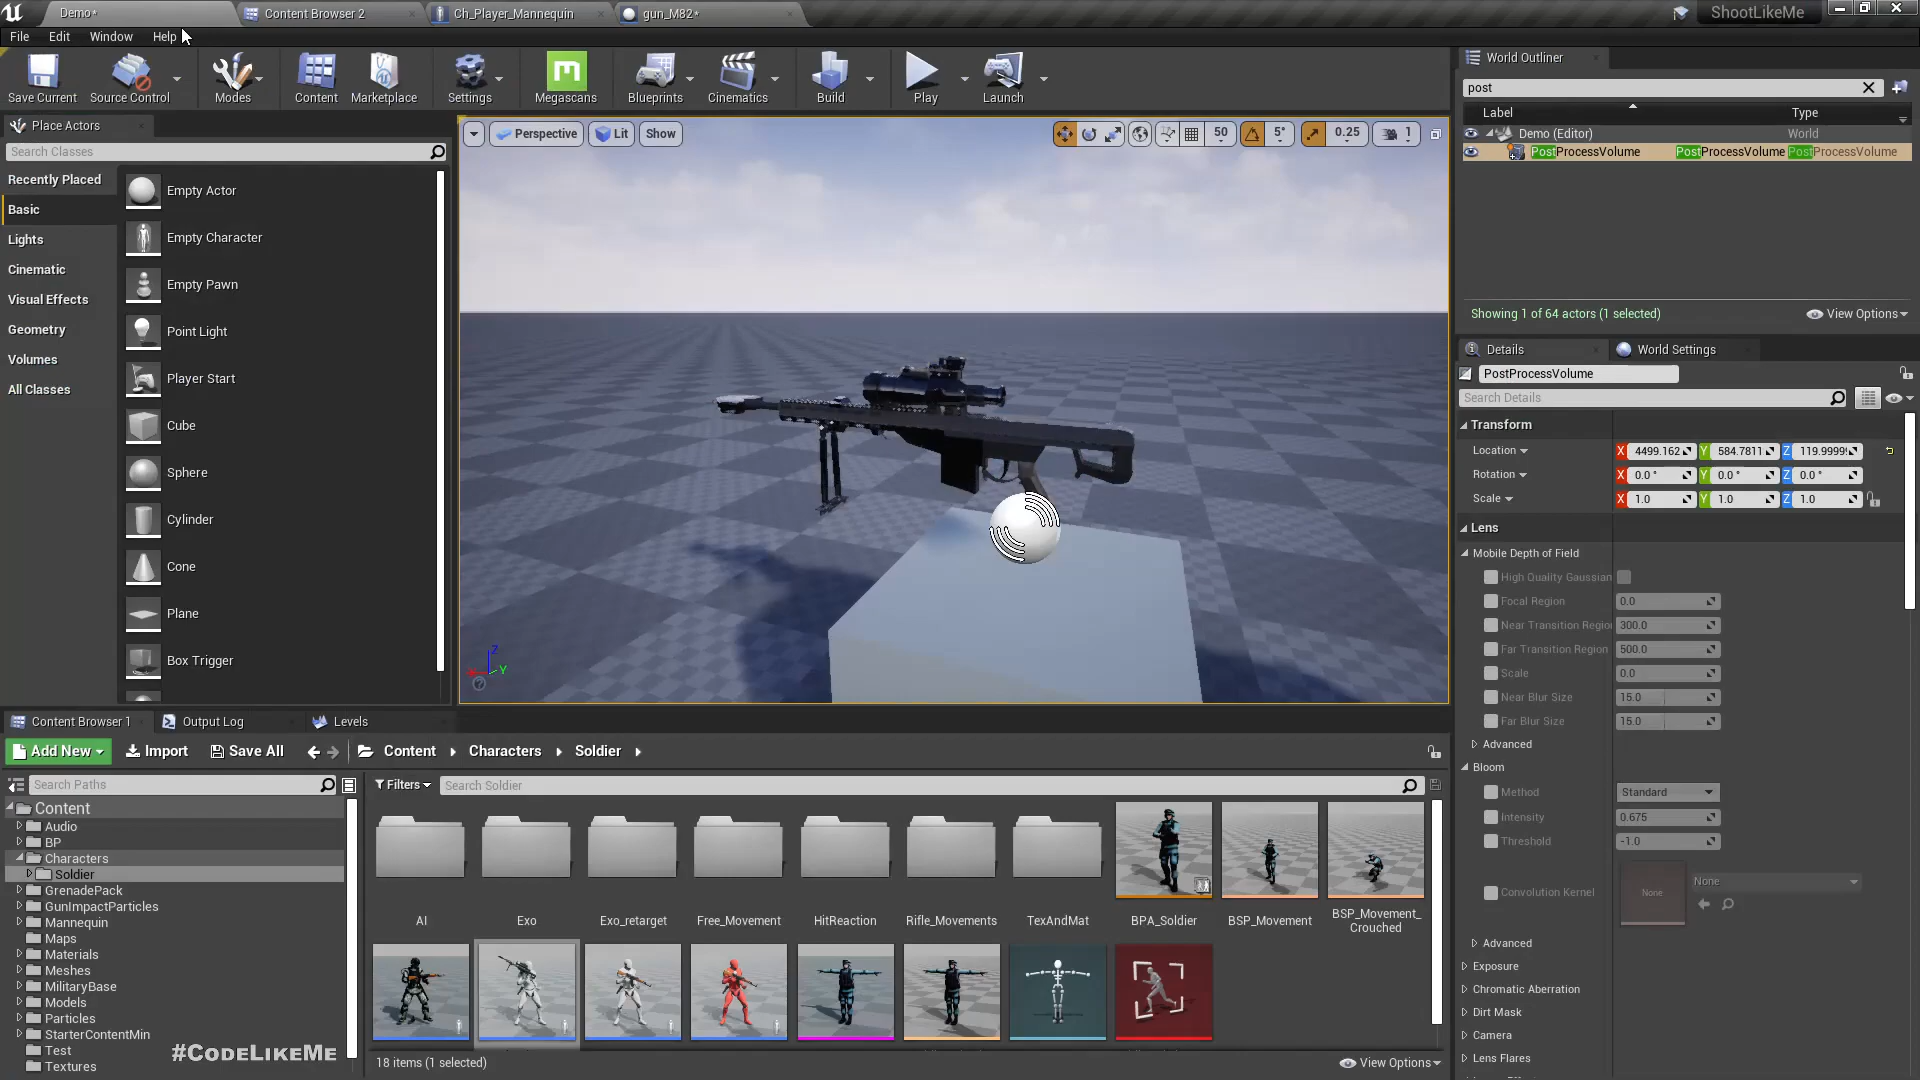 Demo*
Content Browser 2
Ch_Player_Mannequin
gun_M82*
ShootLikeMe
File
Edit
Window
Help
Save Current
Source Control
Modes
Content
Marketplace
Settings
Megascans
Blueprints
Cinematics
Build
Play
Launch
Place Actors
Search Classes
Recently Placed
Basic
Lights
Cinematic
Visual Effects
Geometry
Volumes
All Classes
Empty Actor
Empty Character
Empty Pawn
Point Light
Player Start
Cube
Sphere
Cylinder
Cone
Plane
Box Trigger
Perspective
Lit
Show
50
5°
0.25
1
Z
Y
World Outliner
post
Label
Type
Demo (Editor)
World
PostProcessVolume
PostProcessVolume
PostProcessVolume
Showing 1 of 64 actors (1 selected)
View Options
Details
World Settings
PostProcessVolume
Search Details
Transform
Location
X
4499.162
Y
584.7811
Z
119.9999
Rotation
X
0.0 °
Y
0.0 °
Z
0.0 °
Scale
X
1.0
Y
1.0
Z
1.0
Lens
Mobile Depth of Field
High Quality Gaussian
Focal Region
0.0
Near Transition Regio
300.0
Far Transition Region
500.0
Scale
0.0
Near Blur Size
15.0
Far Blur Size
15.0
Advanced
Bloom
Method
Standard
Intensity
0.675
Threshold
-1.0
Convolution Kernel
None
None
Advanced
Exposure
Chromatic Aberration
Dirt Mask
Camera
Lens Flares
Content Browser 1
Output Log
Levels
Add New
Import
Save All
Content
Characters
Soldier
Search Paths
Filters
Search Soldier
Content
Audio
BP
Characters
Soldier
GrenadePack
GunImpactParticles
Mannequin
Maps
Materials
Meshes
MilitaryBase
Models
Particles
StarterContentMin
Test
Textures
#CODELIKEME
AI
Exo
Exo_retarget
Free_Movement
HitReaction
Rifle_Movements
TexAndMat
BPA_Soldier
BSP_Movement
BSP_Movement_
Crouched
18 items (1 selected)
View Options